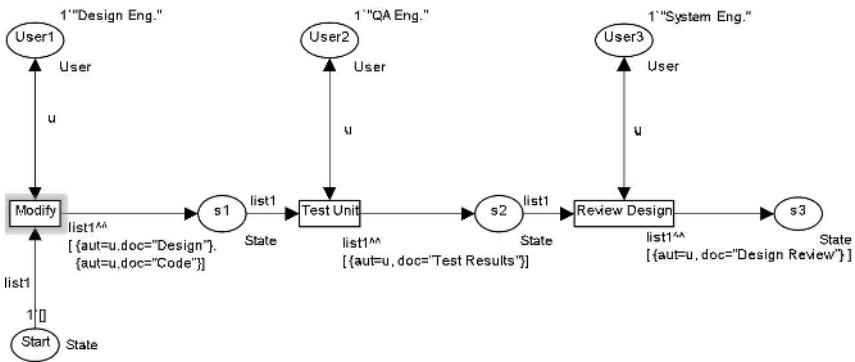 1`"Design Eng."
User1
User
u
1`"QA Eng."
User2
User
u
1`"System Eng."
User3
User
u
Modify
list1^^
[ {aut=u,doc="Design"}.
{aut=u,doc="Code"}]
s1
State
list1
Test Unit
list1^^
[ {aut=u, doc="Test Results"}]
s2
State
list1
Review Design
list1^^
[ {aut=u, doc="Design Review"} ]
s3
State
list1
1`[]
Start
State